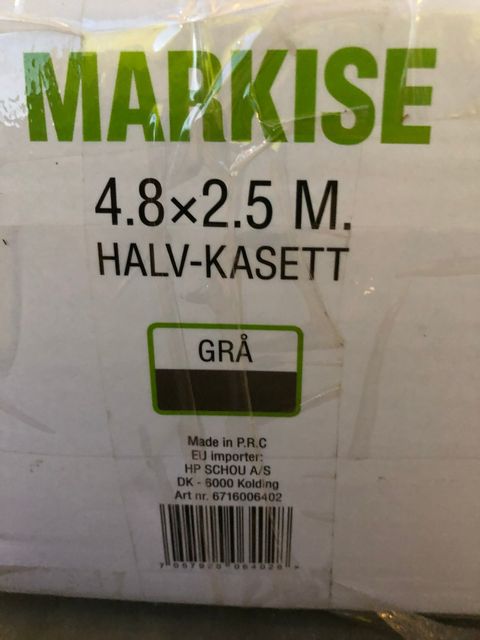 MARKISE
4.8×2.5 M.
HALV-KASETT
GRÅ
Made in P.R.C
EU importer:
HP SCHOU A/S
DK - 6000 Kolding
Art nr. 6716006402